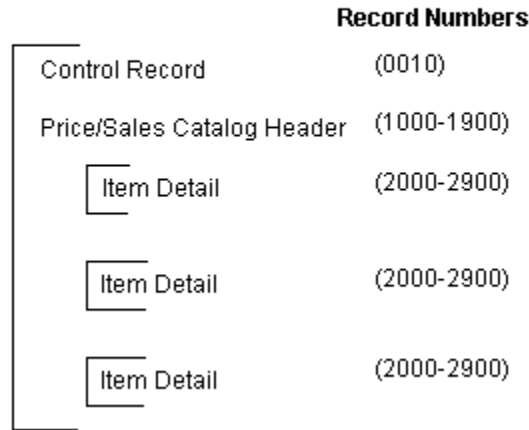 Record Numbers
Control Record (0010)
Price/Sales Catalog Header (1000-1900)
Item Detail (2000-2900)
Item Detail (2000-2900)
Item Detail (2000-2900)